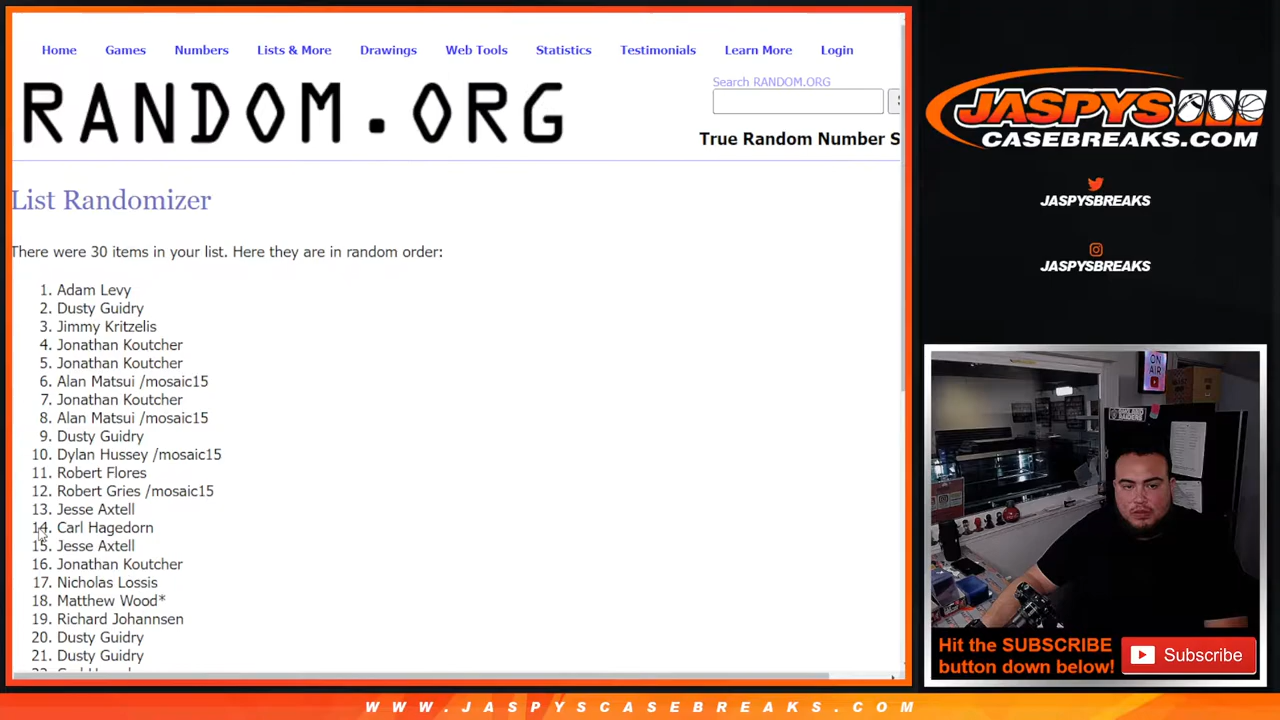 Home Games Numbers Lists & More Drawings Web Tools Statistics Testimonials Learn More Login
Search RANDOM.ORG
RANDOM.ORG
True Random Number S
List Randomizer
There were 30 items in your list. Here they are in random order:
1. Adam Levy
2. Dusty Guidry
3. Jimmy Kritzelis
4. Jonathan Koutcher
5. Jonathan Koutcher
6. Alan Matsui /mosaic15
7. Jonathan Koutcher
8. Alan Matsui /mosaic15
9. Dusty Guidry
10. Dylan Hussey /mosaic15
11. Robert Flores
12. Robert Gries /mosaic15
13. Jesse Axtell
14. Carl Hagedorn
15. Jesse Axtell
16. Jonathan Koutcher
17. Nicholas Lossis
18. Matthew Wood*
19. Richard Johannsen
20. Dusty Guidry
21. Dusty Guidry
JASPYS
CASEBREAKS.COM
JASPYSBREAKS
JASPYSBREAKS
ON
AIR
Hit the SUBSCRIBE
button down below!
Subscribe
WWW.JASPYSCASEBREAKS.COM